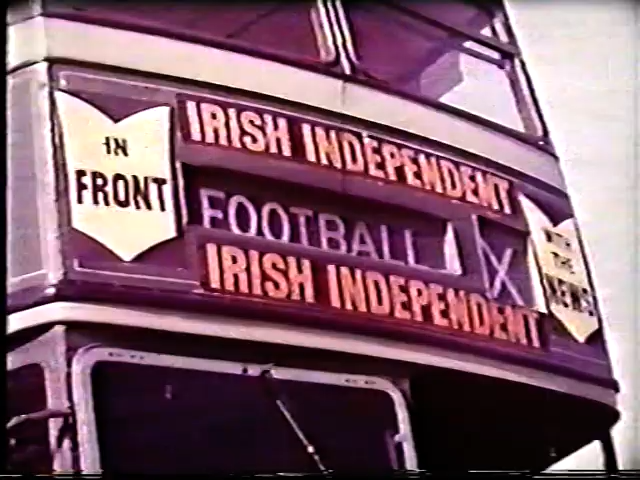 IN
FRONT
IRISH INDEPENDENT
FOOTBALL
IRISH INDEPENDENT
WITH
THE
NEWS